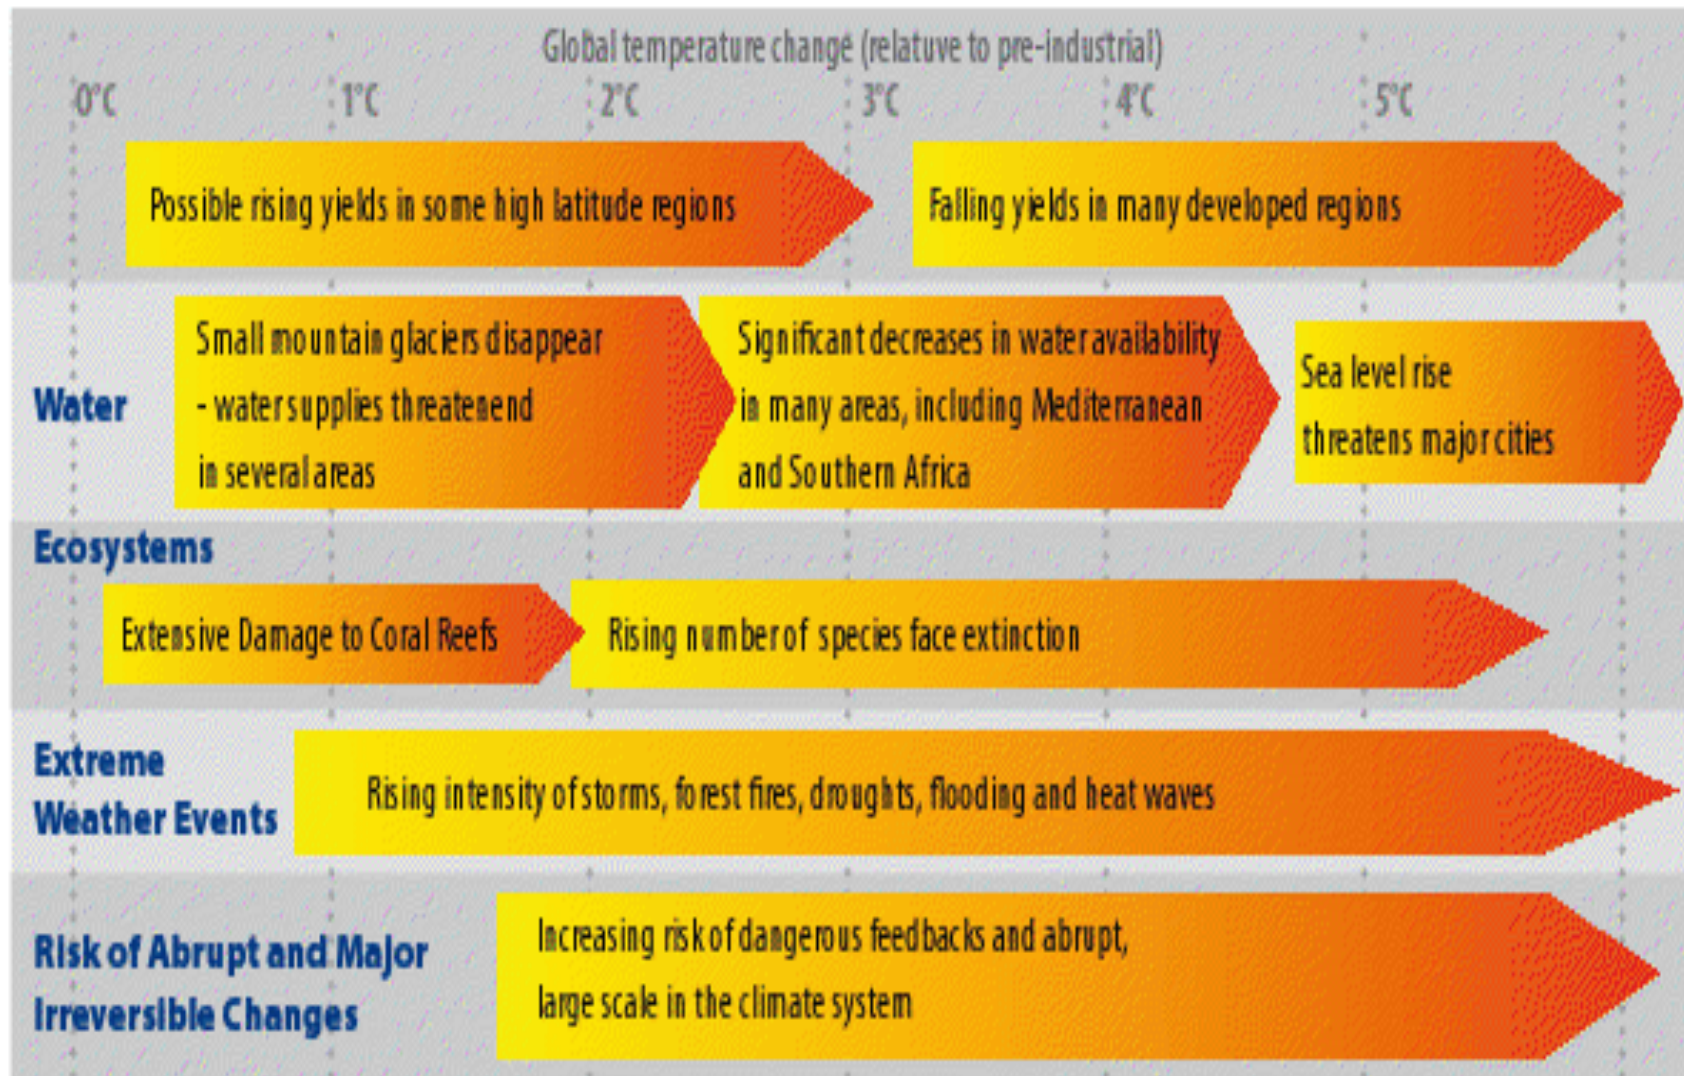 Global temperature change (relatuve to pre-industrial)
0°C 1°C 2°C 3°C 4°C 5°C
Possible rising yields in some high latitude regions
Falling yields in many developed regions
Water
Small mountain glaciers disappear
- water supplies threatenend
in several areas
Significant decreases in water availability
in many areas, including Mediterranean
and Southern Africa
Sea level rise
threatens major cities
Ecosystems
Extensive Damage to Coral Reefs
Rising number of species face extinction
Extreme
Weather Events
Rising intensity of storms, forest fires, droughts, flooding and heat waves
Risk of Abrupt and Major
Irreversible Changes
Increasing risk of dangerous feedbacks and abrupt,
large scale in the climate system